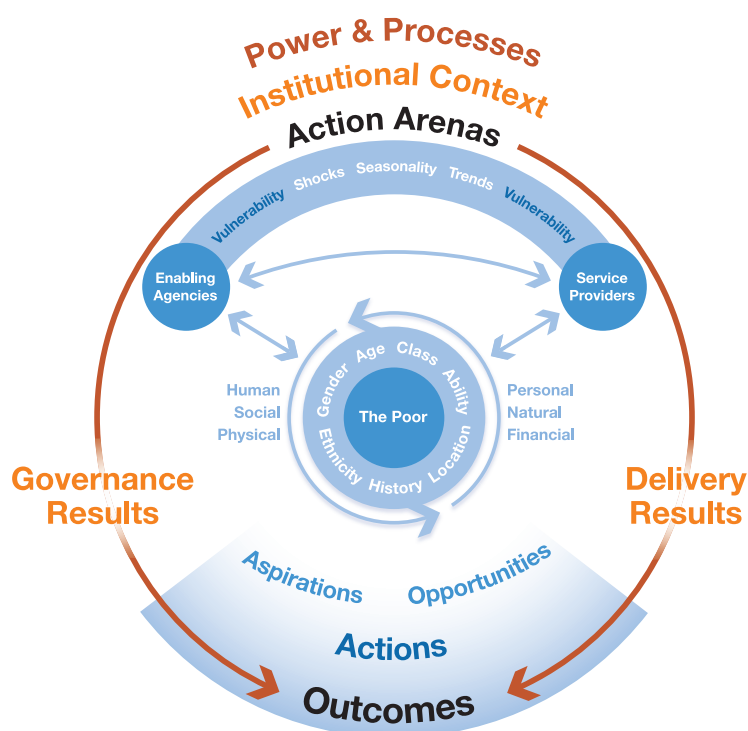 Power & Processes
Institutional Context
Action Arenas
Vulnerability Shocks Seasonality Trends Vulnerability
Enabling
Agencies
Service
Providers
Gender Age Class Ability
Human
Social
Physical
The Poor
Personal
Natural
Financial
Ethnicity History Location
Governance
Results
Delivery
Results
Aspirations Opportunities
Actions
Outcomes